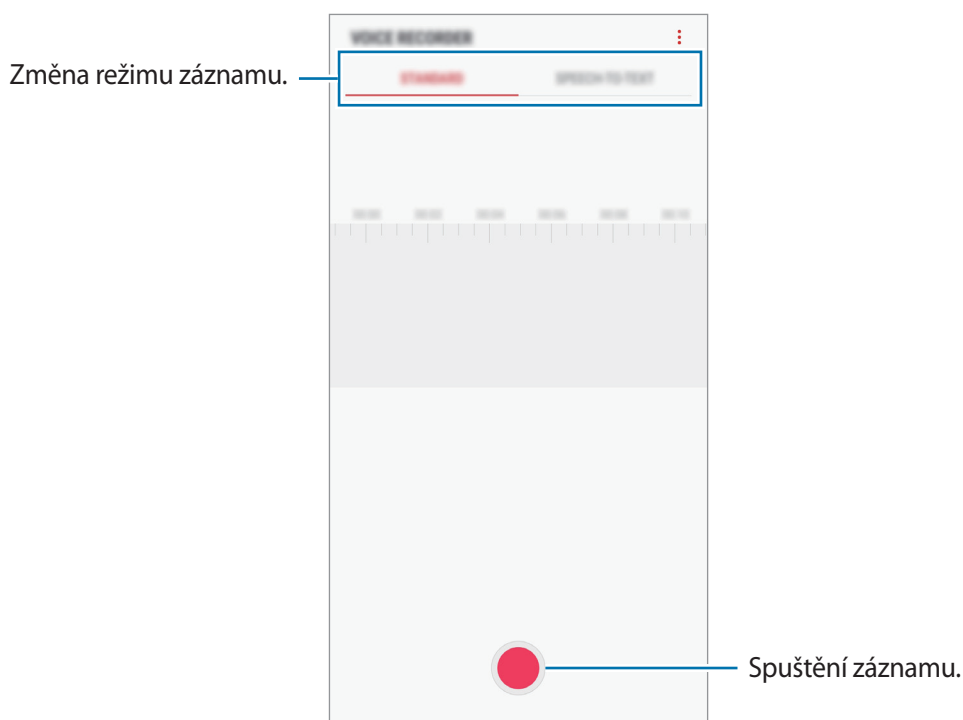 VOICE RECORDER
Změna režimu záznamu.
STANDARD
SPEECH-TO-TEXT
Spuštění záznamu.